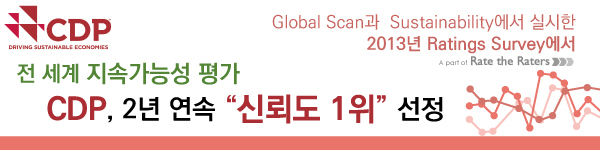 CDP
DRIVING SUSTAINABLE ECONOMIES
Global Scan과 Sustainability에서 실시한
2013년 Ratings Survey에서
A part of Rate the Raters
전 세계 지속가능성 평가
CDP, 2년 연속 “신뢰도 1위” 선정